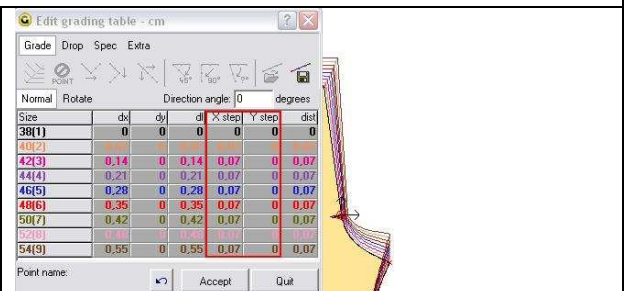 Edit grading table - cm
Grade Drop Spec Extra
POINT 45° 90°
Normal Rotate Direction angle: 0 degrees
Size dx dy dl X step Y step dist
38(1) 0 0 0 0 0 0
40(2)
42(3) 0,14 0 0,14 0,07 0 0,07
44(4) 0,21 0 0,21 0,07 0 0,07
46(5) 0,28 0 0,28 0,07 0 0,07
48(6) 0,35 0 0,35 0,07 0 0,07
50(7) 0,42 0 0,42 0,07 0 0,07
52(8)
54(9) 0,55 0 0,55 0,07 0 0,07
Point name:
Accept Quit